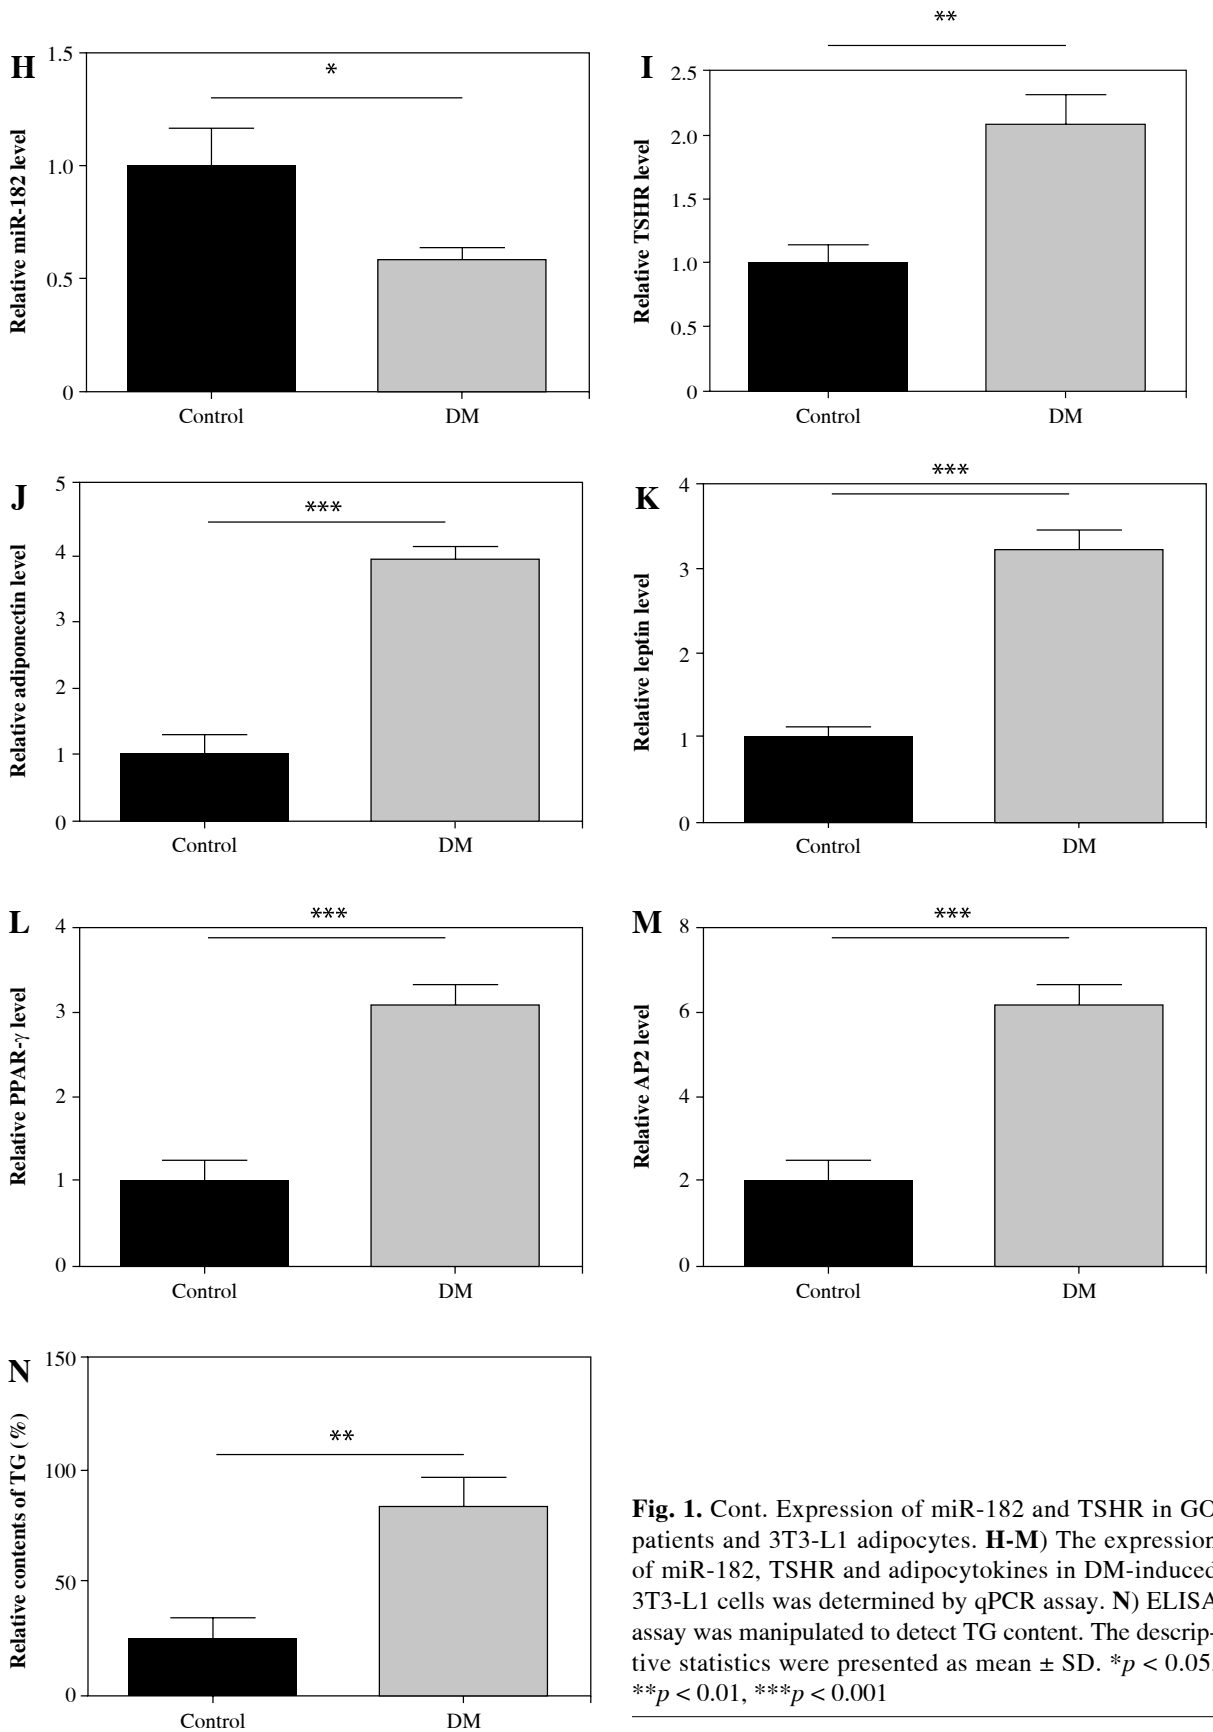 H
1.5
*
Relative miR-182 level
1.0
0.5
0
Control
DM
I
**
2.5
Relative TSHR level
2.0
1.5
1.0
0.5
0
Control
DM
J
5
***
Relative adiponectin level
4
3
2
1
0
Control
DM
K
***
4
Relative leptin level
3
2
1
0
Control
DM
L
***
4
Relative PPAR-γ level
3
2
1
0
Control
DM
M
***
8
Relative AP2 level
6
4
2
0
Control
DM
N
150
**
Relative contents of TG (%)
100
50
0
Control
DM
Fig. 1. Cont. Expression of miR-182 and TSHR in GO
patients and 3T3-L1 adipocytes. H-M) The expression
of miR-182, TSHR and adipocytokines in DM-induced
3T3-L1 cells was determined by qPCR assay. N) ELISA
assay was manipulated to detect TG content. The descrip-
tive statistics were presented as mean ± SD. *p < 0.05,
**p < 0.01, ***p < 0.001